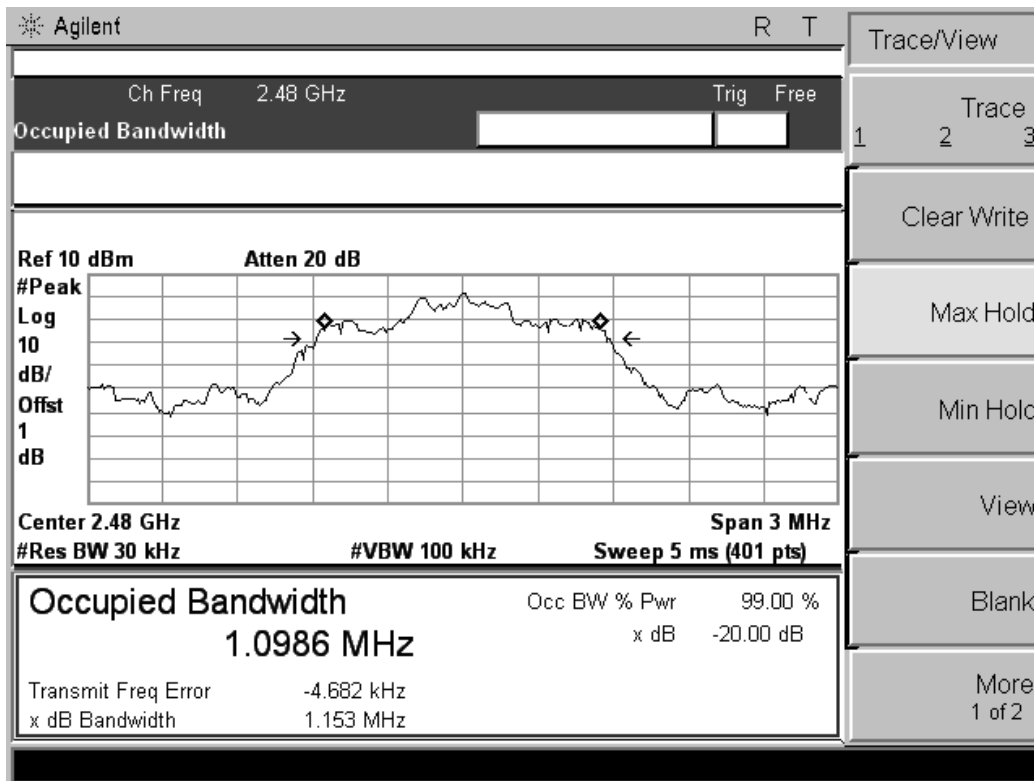 Agilent R T
Trace/View
Ch Freq 2.48 GHz Trig Free
Occupied Bandwidth
Trace
1 2 3
Clear Write
Max Hold
Min Hold
View
Blank
More
1 of 2
Ref 10 dBm Atten 20 dB
#Peak
Log
10
dB/
Offst
1
dB
Center 2.48 GHz Span 3 MHz
#Res BW 30 kHz #VBW 100 kHz Sweep 5 ms (401 pts)
Occupied Bandwidth Occ BW % Pwr 99.00 %
1.0986 MHz x dB -20.00 dB
Transmit Freq Error -4.682 kHz
x dB Bandwidth 1.153 MHz